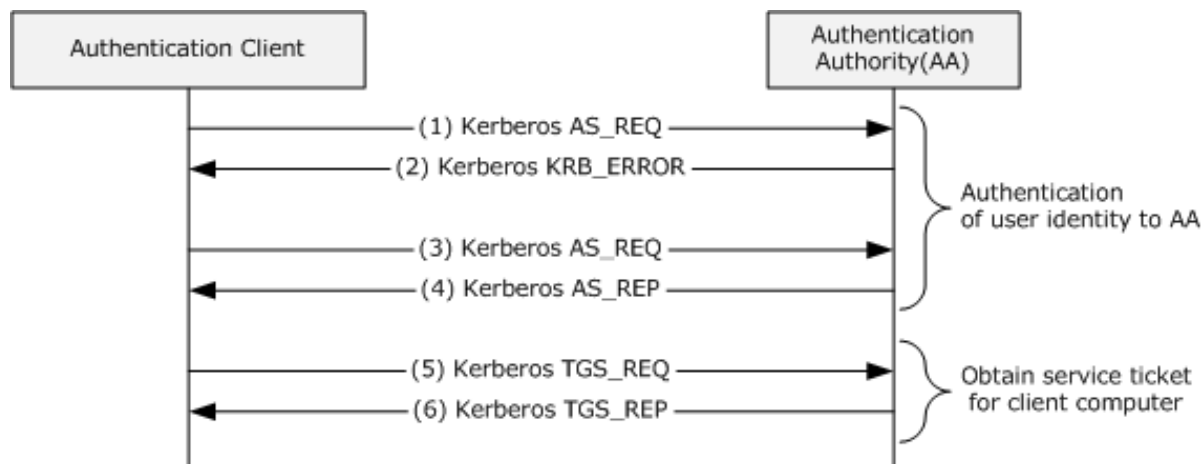 Authentication Client
Authentication
Authority(AA)
(1) Kerberos AS_REQ
(2) Kerberos KRB_ERROR
(3) Kerberos AS_REQ
(4) Kerberos AS_REP
Authentication
of user identity to AA
(5) Kerberos TGS_REQ
(6) Kerberos TGS_REP
Obtain service ticket
for client computer